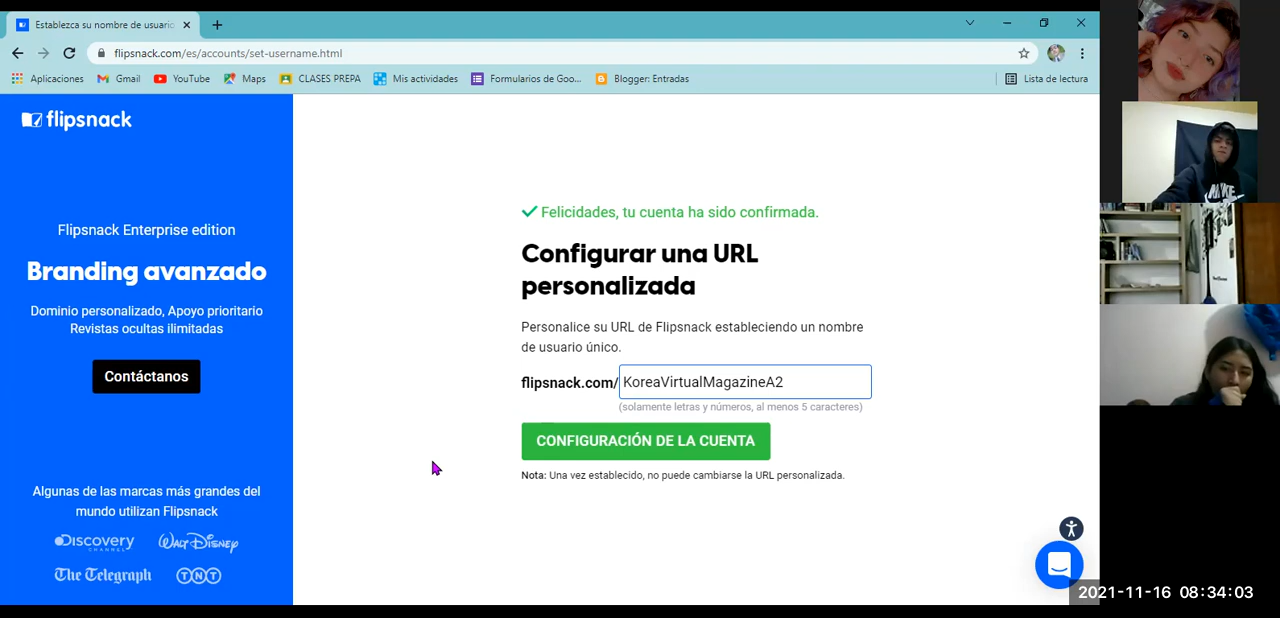 Establezca su nombre de usuario
flipsnack.com/es/accounts/set-username.html
Aplicaciones
Gmail
YouTube
Maps
CLASES PREPA
Mis actividades
Formularios de Goo...
Blogger: Entradas
Lista de lectura
flipsnack
Flipsnack Enterprise edition
Branding avanzado
Dominio personalizado, Apoyo prioritario
Revistas ocultas ilimitadas
Contáctanos
Algunas de las marcas más grandes del
mundo utilizan Flipsnack
Discovery
CHANNEL
WALT DISNEY
The Telegraph
TNT
Felicidades, tu cuenta ha sido confirmada.
Configurar una URL
personalizada
Personalice su URL de Flipsnack estableciendo un nombre
de usuario único.
flipsnack.com/ KoreaVirtualMagazineA2
(solamente letras y números, al menos 5 caracteres)
CONFIGURACIÓN DE LA CUENTA
Nota: Una vez establecido, no puede cambiarse la URL personalizada.
2021-11-16 08:34:03